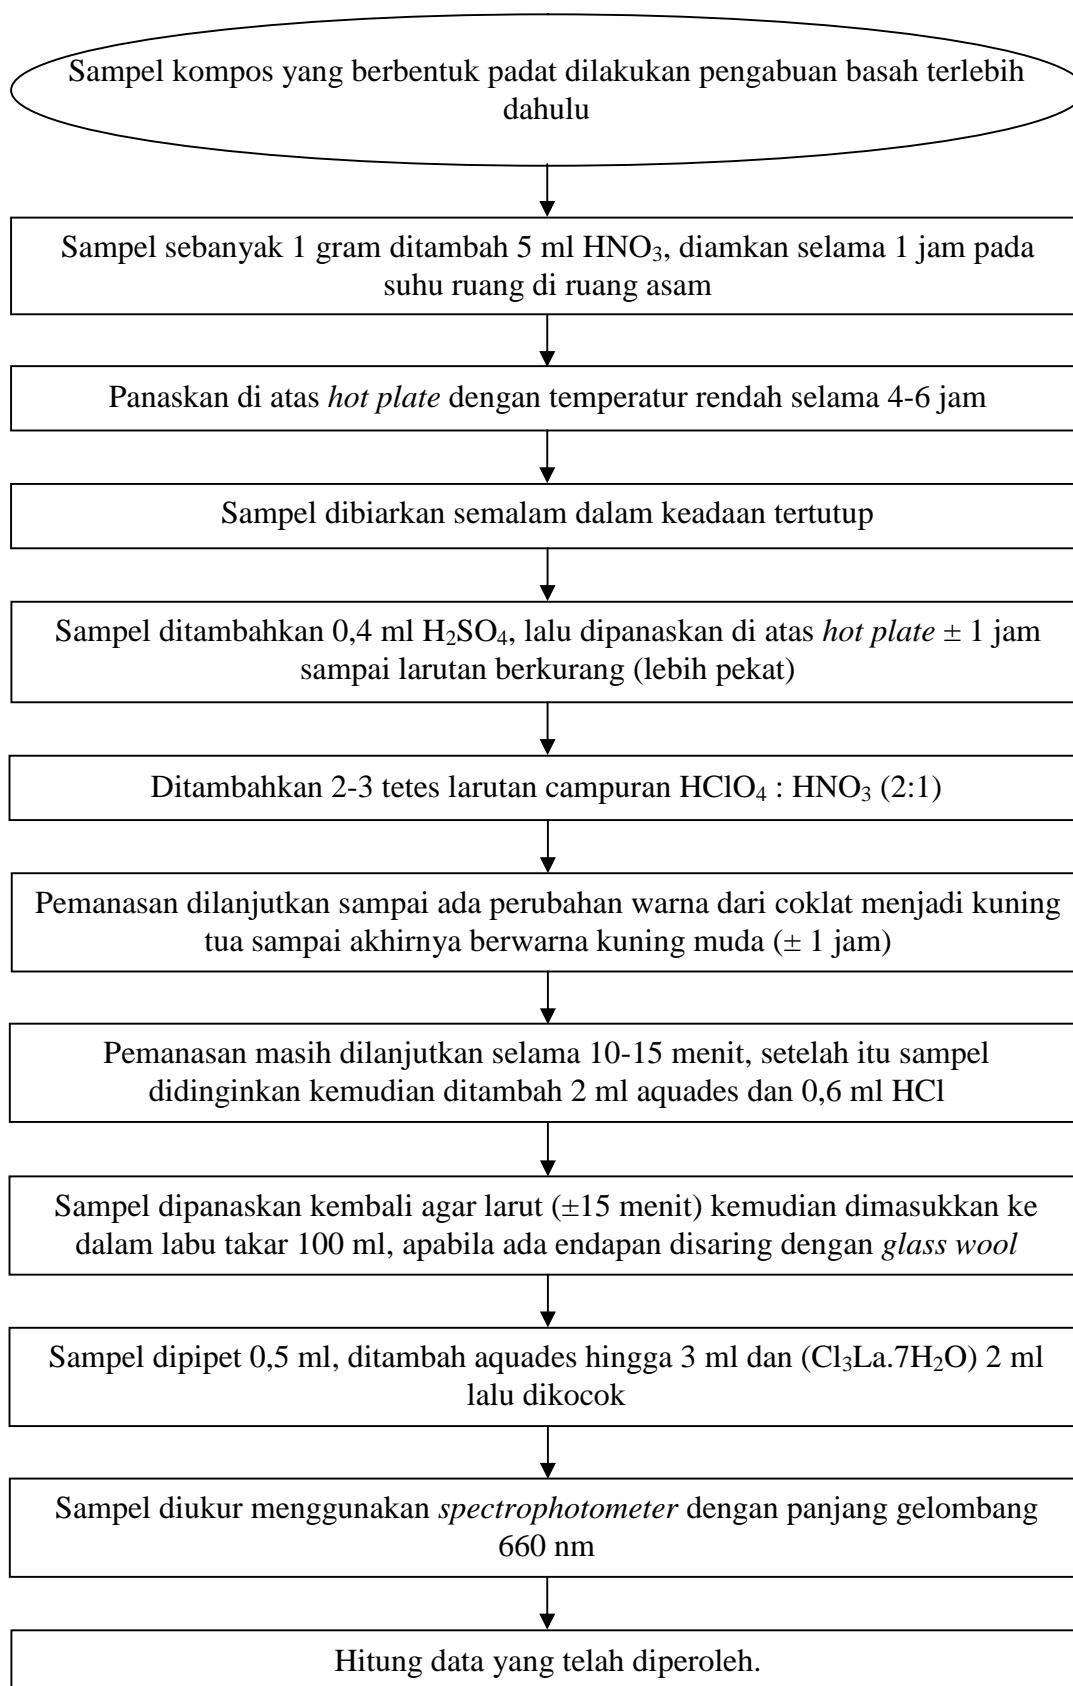 Sampel kompos yang berbentuk padat dilakukan pengabuan basah terlebih
dahulu
Sampel sebanyak 1 gram ditambah 5 ml HNO₃, diamkan selama 1 jam pada
suhu ruang di ruang asam
Panaskan di atas hot plate dengan temperatur rendah selama 4-6 jam
Sampel dibiarkan semalam dalam keadaan tertutup
Sampel ditambahkan 0,4 ml H₂SO₄, lalu dipanaskan di atas hot plate ± 1 jam
sampai larutan berkurang (lebih pekat)
Ditambahkan 2-3 tetes larutan campuran HClO₄ : HNO₃ (2:1)
Pemanasan dilanjutkan sampai ada perubahan warna dari coklat menjadi kuning
tua sampai akhirnya berwarna kuning muda (± 1 jam)
Pemanasan masih dilanjutkan selama 10-15 menit, setelah itu sampel
didinginkan kemudian ditambah 2 ml aquades dan 0,6 ml HCl
Sampel dipanaskan kembali agar larut (±15 menit) kemudian dimasukkan ke
dalam labu takar 100 ml, apabila ada endapan disaring dengan glass wool
Sampel dipipet 0,5 ml, ditambah aquades hingga 3 ml dan (Cl₃La.7H₂O) 2 ml
lalu dikocok
Sampel diukur menggunakan spectrophotometer dengan panjang gelombang
660 nm
Hitung data yang telah diperoleh.